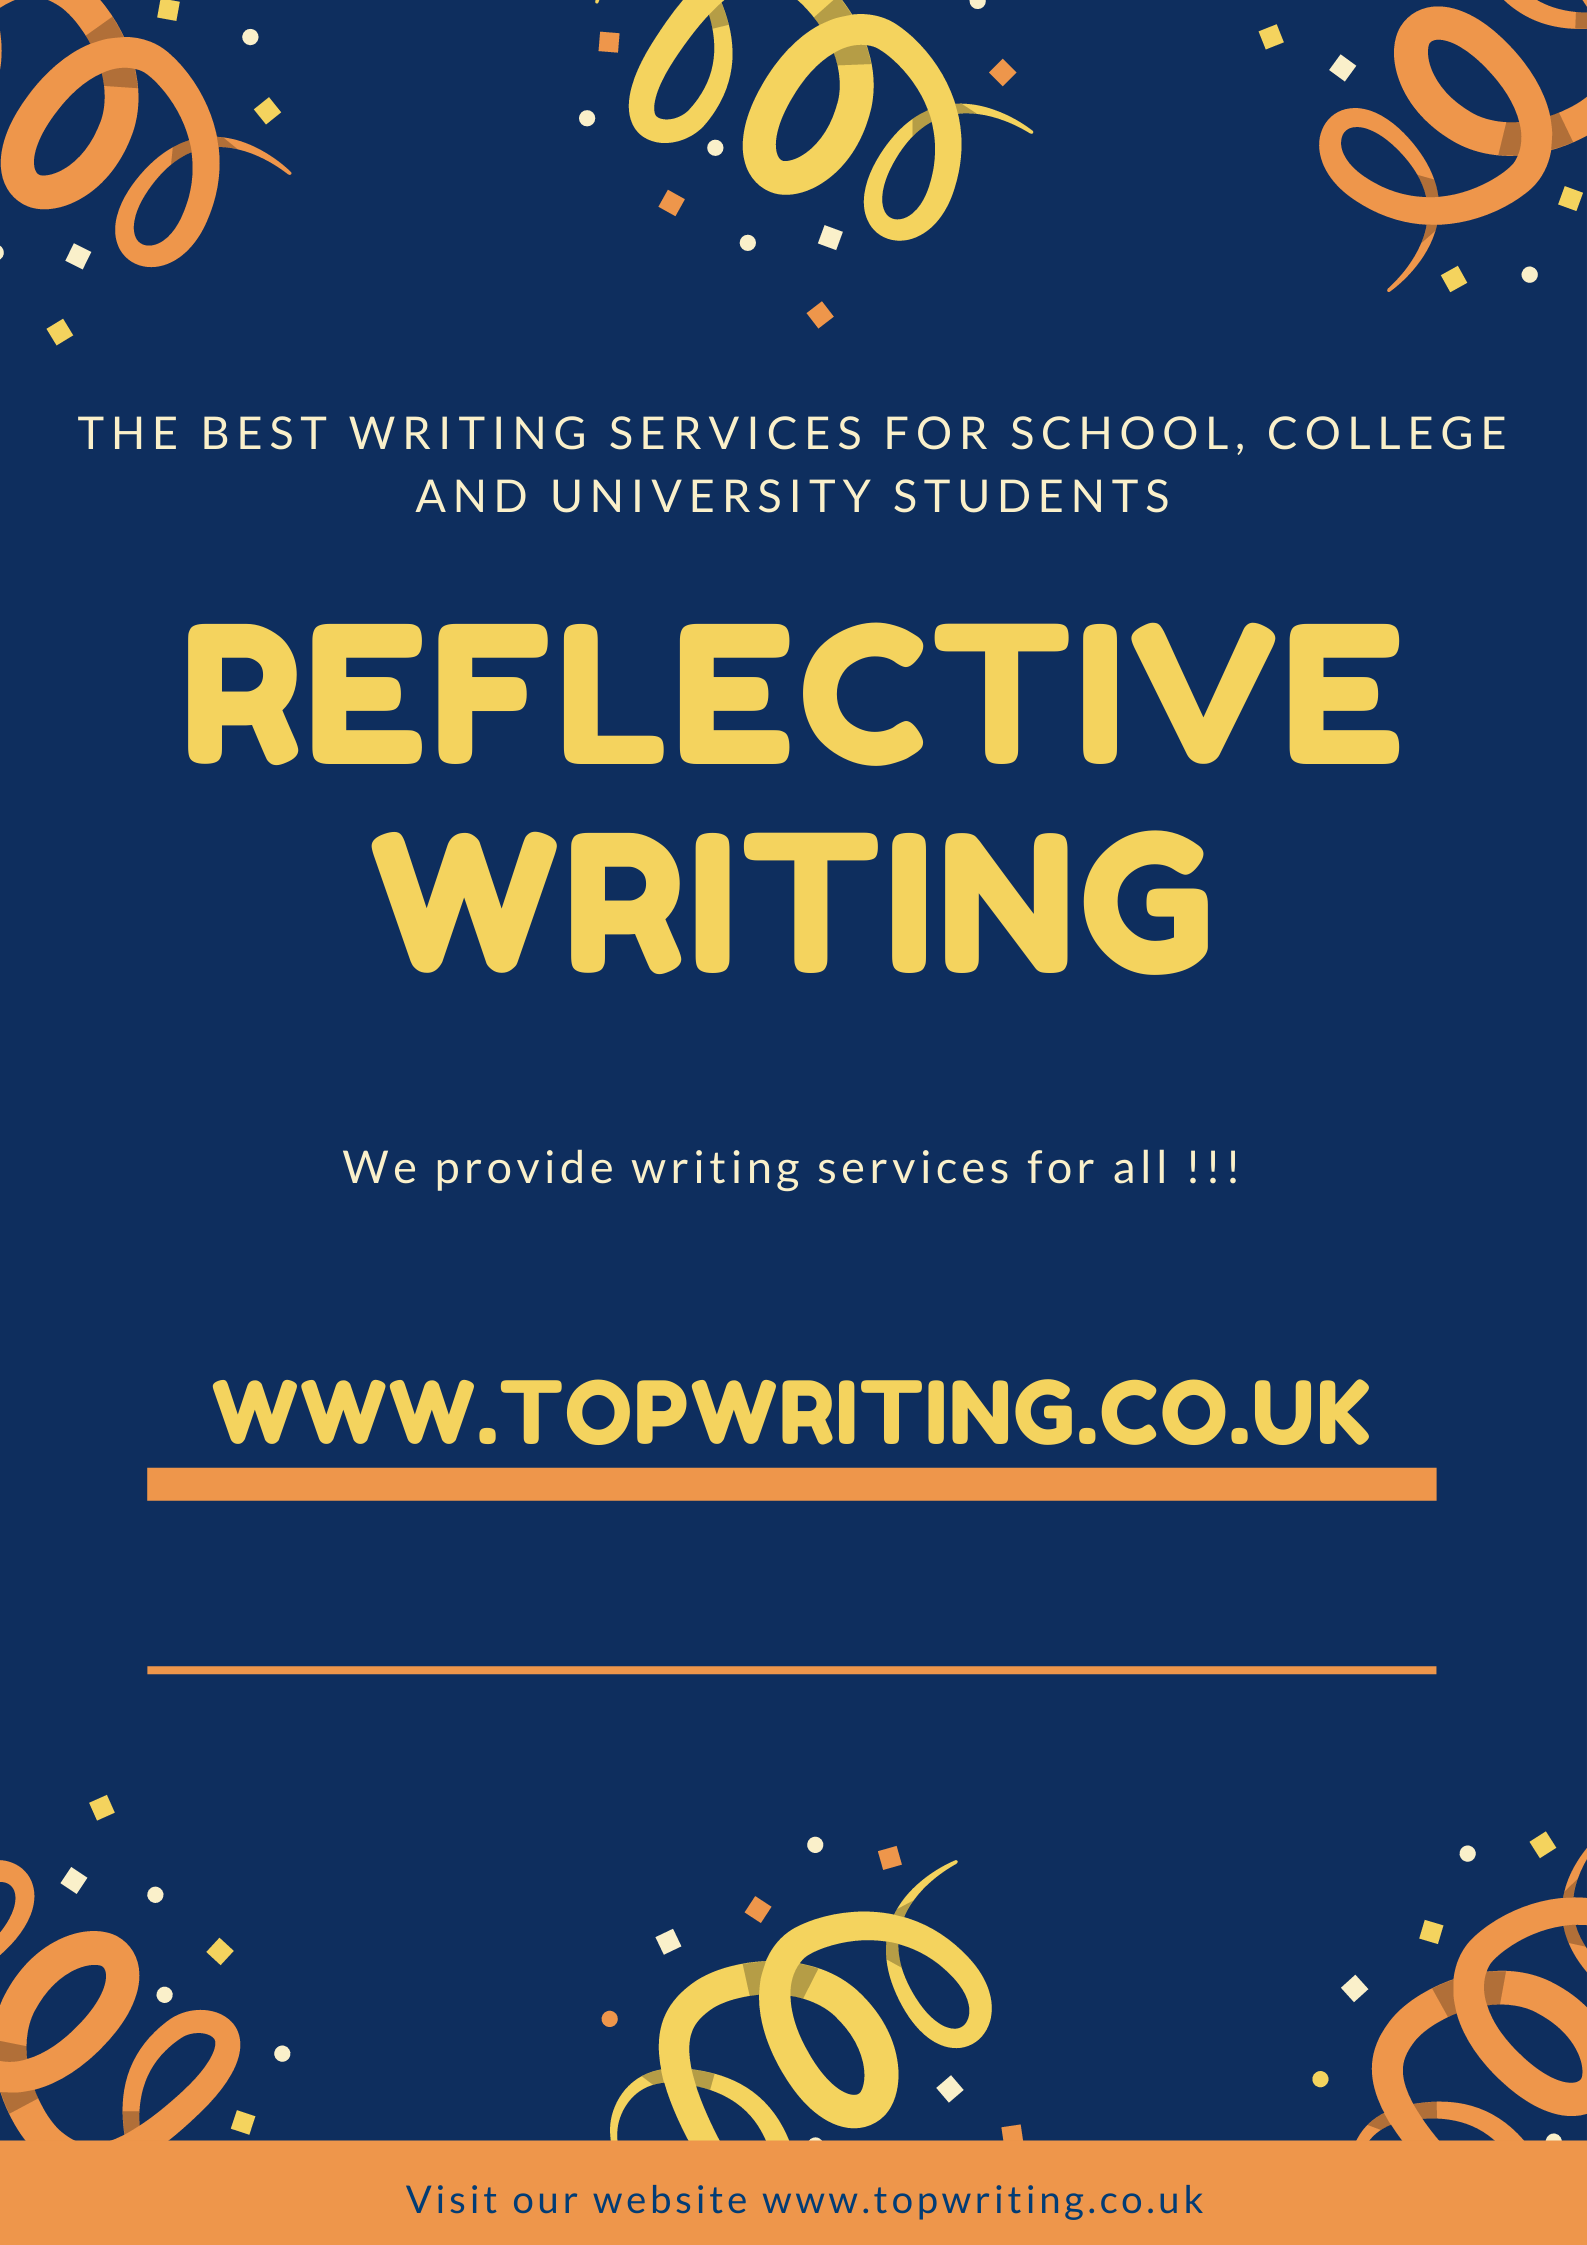 THE BEST WRITING SERVICES FOR SCHOOL, COLLEGE
AND UNIVERSITY STUDENTS
REFLECTIVE
WRITING
We provide writing services for all !!!
WWW.TOPWRITING.CO.UK
Visit our website www.topwriting.co.uk